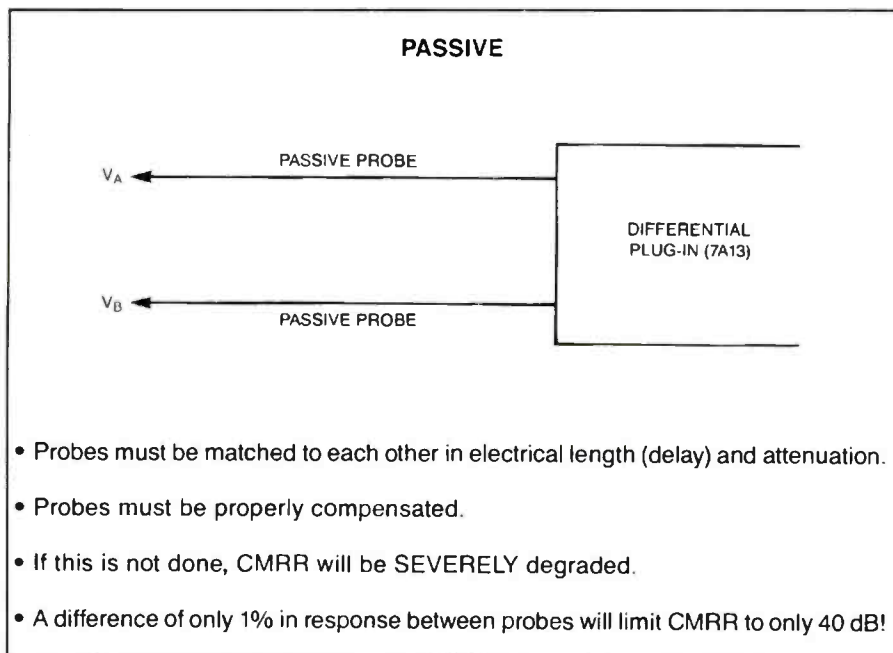 PASSIVE
V_A
PASSIVE PROBE
DIFFERENTIAL
PLUG-IN (7A13)
V_B
PASSIVE PROBE
• Probes must be matched to each other in electrical length (delay) and attenuation.
• Probes must be properly compensated.
• If this is not done, CMRR will be SEVERELY degraded.
• A difference of only 1% in response between probes will limit CMRR to only 40 dB!